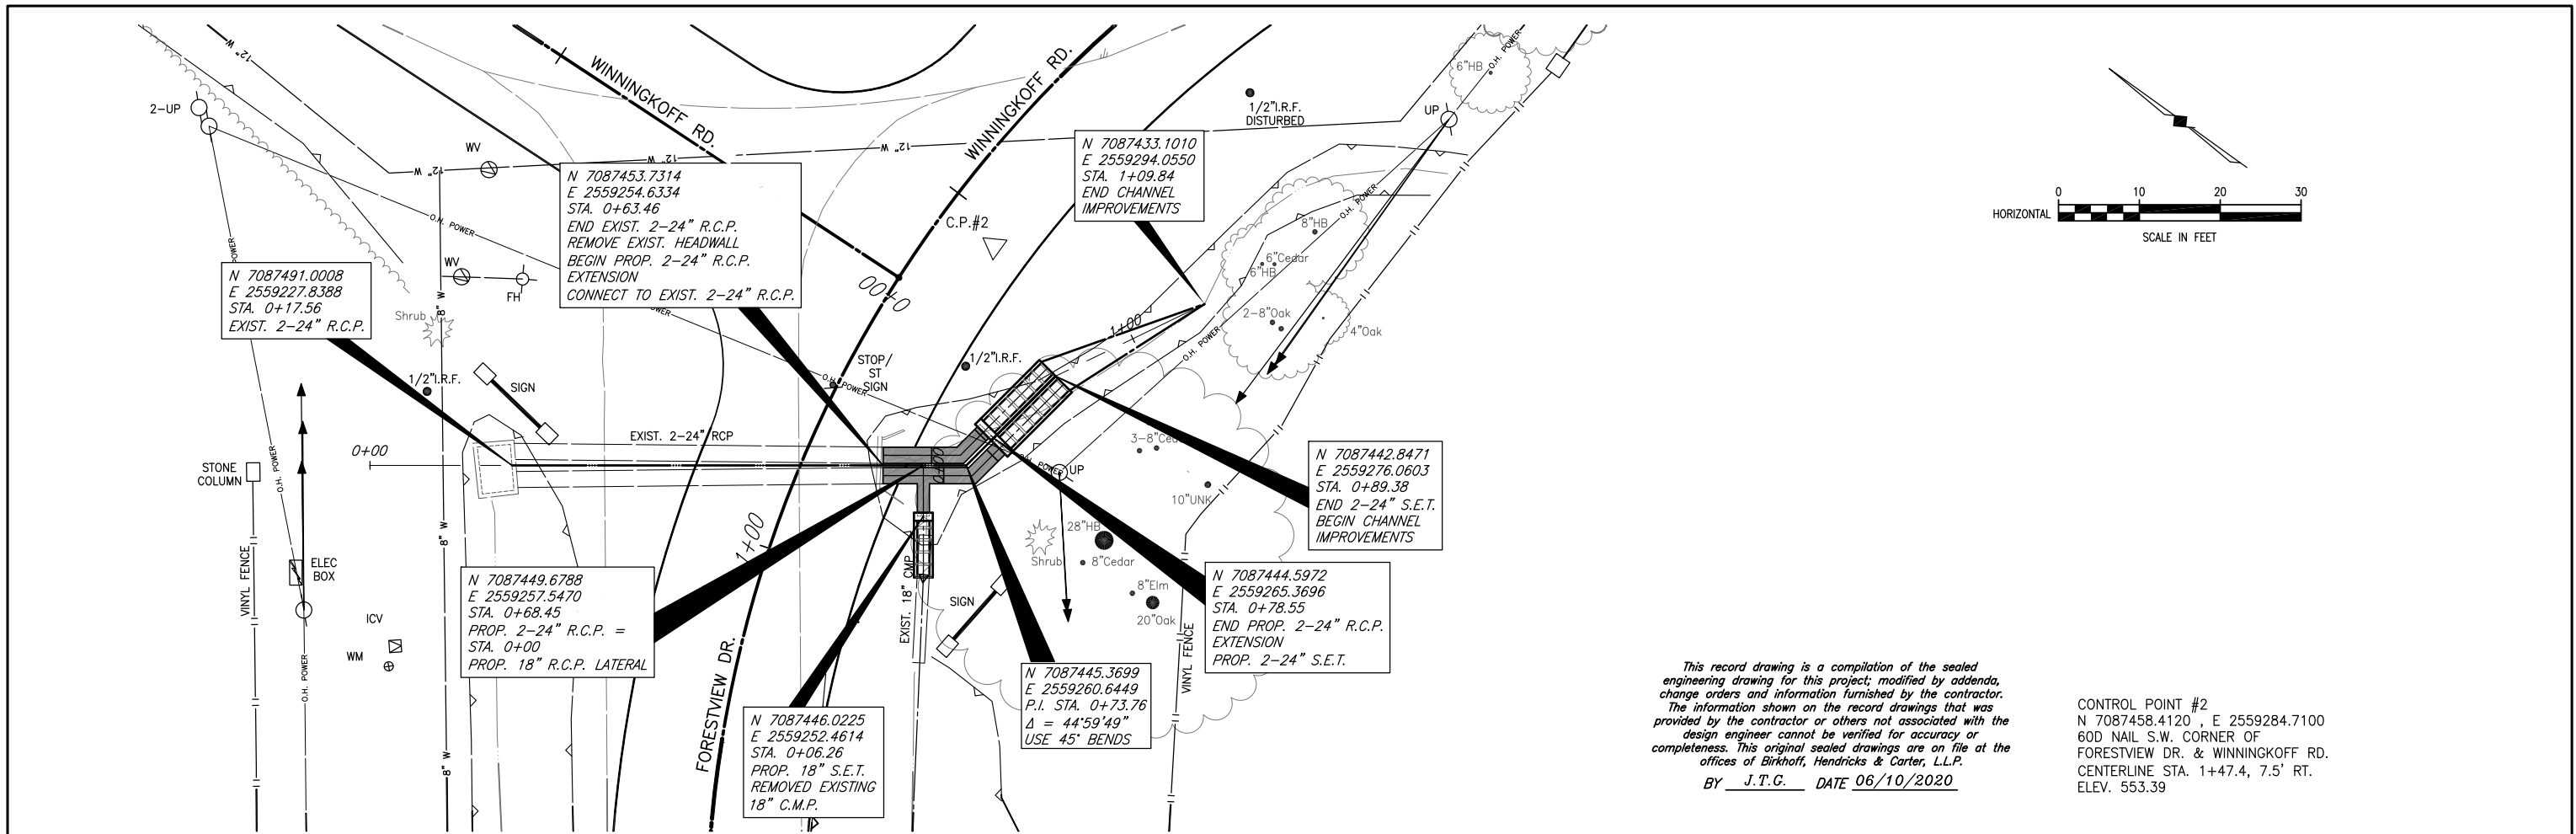 12" W
12" W
12" W
12" W
2-UP
WV
WINNINGKOFF RD.
WINNINGKOFF RD.
1/2"I.R.F.
DISTURBED
6"HB
O.H. POWER
UP
N 7087453.7314
E 2559254.6334
STA. 0+63.46
END EXIST. 2-24" R.C.P.
REMOVE EXIST. HEADWALL
BEGIN PROP. 2-24" R.C.P.
EXTENSION
CONNECT TO EXIST. 2-24" R.C.P.
N 7087433.1010
E 2559294.0550
STA. 1+09.84
END CHANNEL
IMPROVEMENTS
0 10 20 30
HORIZONTAL
SCALE IN FEET
O.H. POWER
POWER
O.H. POWER
C.P.#2
8"HB
6"Cedar
6"HB
WV
FH
0+00
N 7087491.0008
E 2559227.8388
STA. 0+17.56
EXIST. 2-24" R.C.P.
Shrub
8" W
POWER
1+00
2-8"Oak
4"Oak
O.H. POWER
1/2"I.R.F.
SIGN
STOP/
ST
SIGN
O.H. POWER
1/2"I.R.F.
EXIST. 2-24" RCP
0+00
STONE
COLUMN
O.H. POWER
3-8"Ced
POWER
UP
10"UNK
N 7087442.8471
E 2559276.0603
STA. 0+89.38
END 2-24" S.E.T.
BEGIN CHANNEL
IMPROVEMENTS
8" W
1+00
28"HB
Shrub
8"Cedar
8"Elm
20"Oak
ELEC
BOX
VINYL FENCE
ICV
WM
O.H. POWER
8" W
N 7087449.6788
E 2559257.5470
STA. 0+68.45
PROP. 2-24" R.C.P. =
STA. 0+00
PROP. 18" R.C.P. LATERAL
EXIST. 18" CMP
SIGN
N 7087444.5972
E 2559265.3696
STA. 0+78.55
END PROP. 2-24" R.C.P.
EXTENSION
PROP. 2-24" S.E.T.
FORESTVIEW DR.
VINYL FENCE
N 7087445.3699
E 2559260.6449
P.I. STA. 0+73.76
Δ = 44°59'49"
USE 45° BENDS
N 7087446.0225
E 2559252.4614
STA. 0+06.26
PROP. 18" S.E.T.
REMOVED EXISTING
18" C.M.P.
This record drawing is a compilation of the sealed
engineering drawing for this project; modified by addenda,
change orders and information furnished by the contractor.
The information shown on the record drawings that was
provided by the contractor or others not associated with the
design engineer cannot be verified for accuracy or
completeness. This original sealed drawings are on file at the
offices of Birkhoff, Hendricks & Carter, L.L.P.
BY J.T.G. DATE 06/10/2020
CONTROL POINT #2
N 7087458.4120 , E 2559284.7100
60D NAIL S.W. CORNER OF
FORESTVIEW DR. & WINNINGKOFF RD.
CENTERLINE STA. 1+47.4, 7.5' RT.
ELEV. 553.39